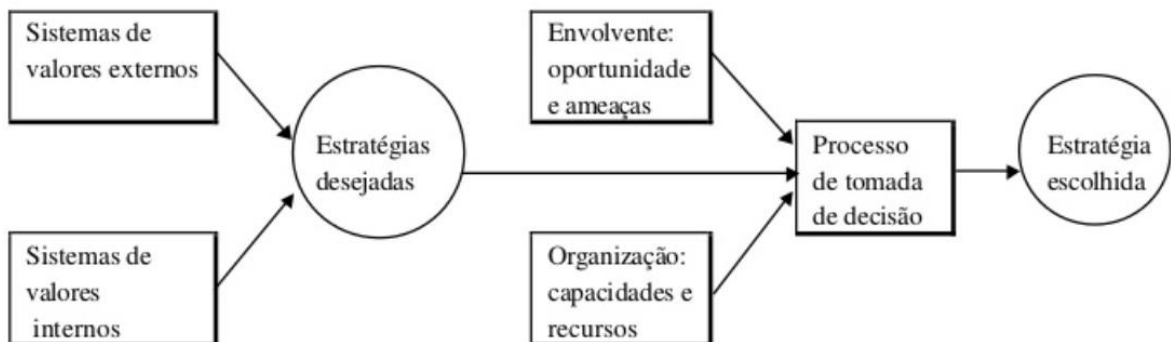 Sistemas de
valores externos
Envolvente:
oportunidade
e ameaças
Estratégias
desejadas
Processo
de tomada
de decisão
Estratégia
escolhida
Sistemas de
valores
internos
Organização:
capacidades e
recursos